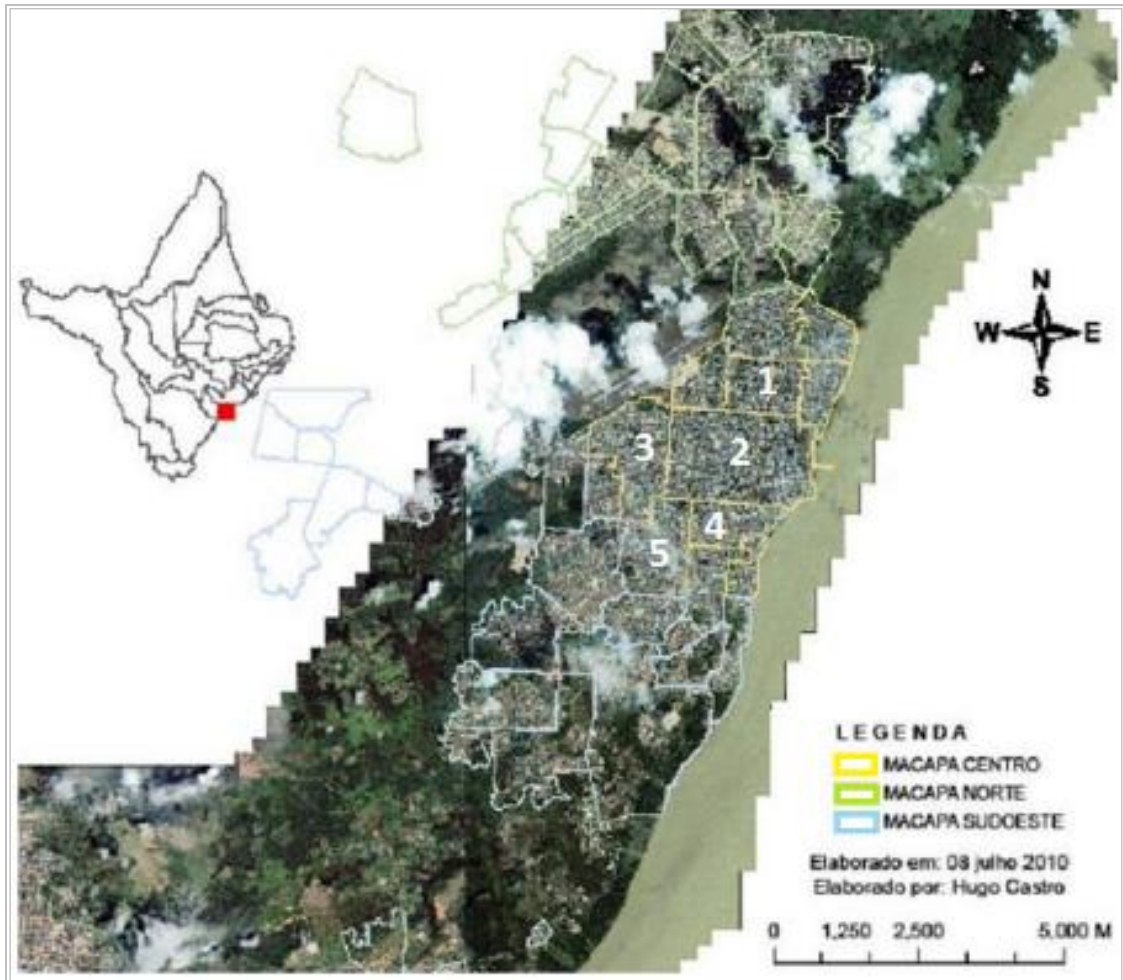 N
W E
S
1
3 2
4
5
LEGENDA
MACAPA CENTRO
MACAPA NORTE
MACAPA SUDOESTE
Elaborado em: 08 julho 2010
Elaborado por: Hugo Castro
0 1,250 2,500 5,000 M